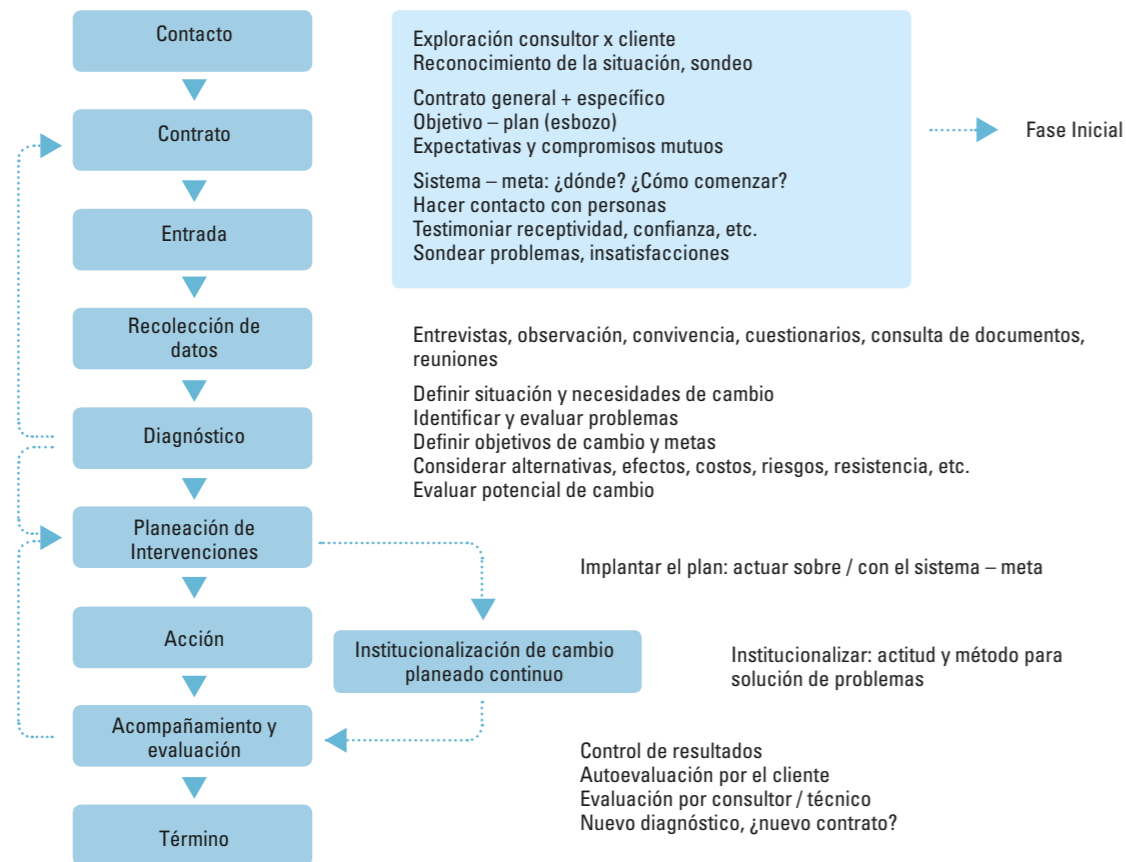 Contacto
Exploración consultor x cliente
Reconocimiento de la situación, sondeo
Contrato
Contrato general + específico
Objetivo – plan (esbozo)
Expectativas y compromisos mutuos
Fase Inicial
Entrada
Sistema – meta: ¿dónde? ¿Cómo comenzar?
Hacer contacto con personas
Testimoniar receptividad, confianza, etc.
Sondear problemas, insatisfacciones
Recolección de
datos
Entrevistas, observación, convivencia, cuestionarios, consulta de documentos,
reuniones
Diagnóstico
Definir situación y necesidades de cambio
Identificar y evaluar problemas
Definir objetivos de cambio y metas
Considerar alternativas, efectos, costos, riesgos, resistencia, etc.
Evaluar potencial de cambio
Planeación de
Intervenciones
Implantar el plan: actuar sobre / con el sistema – meta
Acción
Institucionalización de cambio
planeado continuo
Institucionalizar: actitud y método para
solución de problemas
Acompañamiento y
evaluación
Control de resultados
Autoevaluación por el cliente
Evaluación por consultor / técnico
Nuevo diagnóstico, ¿nuevo contrato?
Término